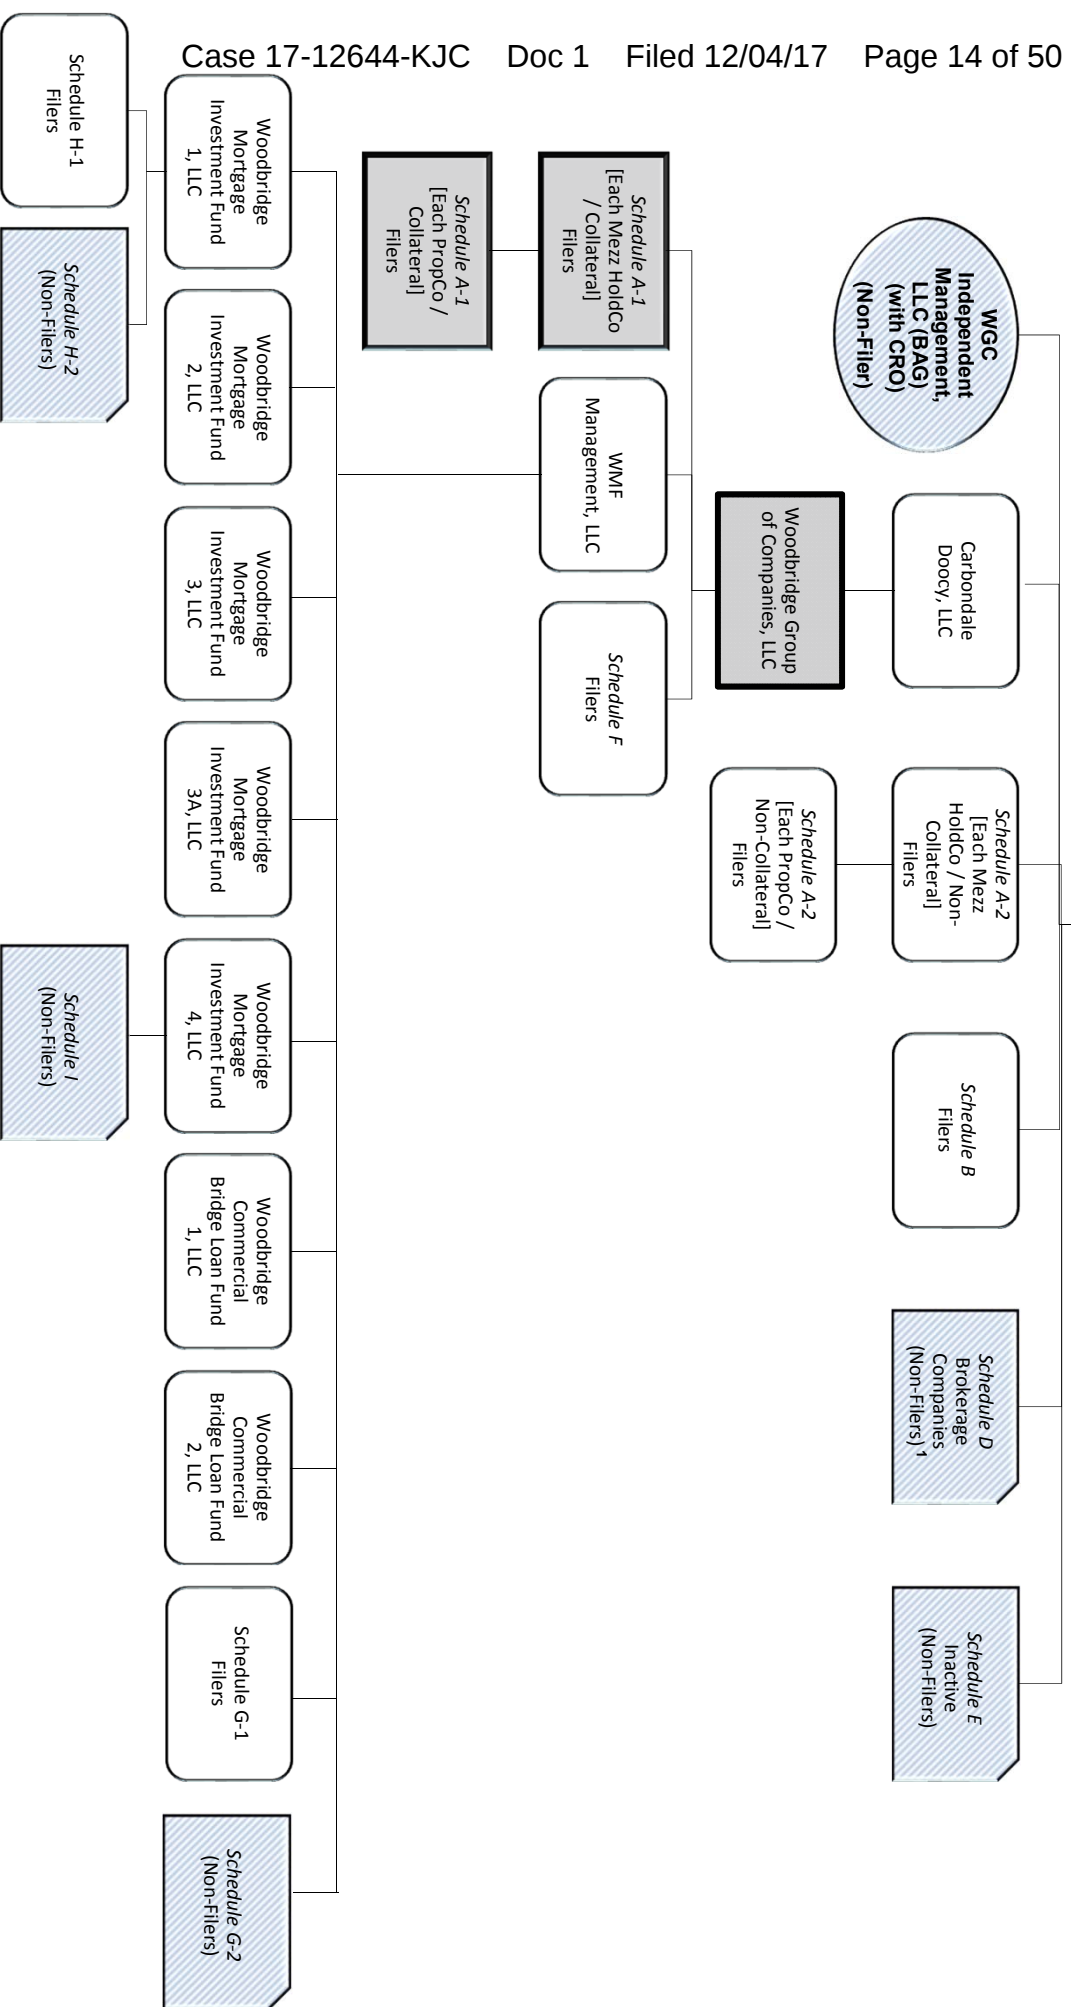 Case 17-12644-KJC Doc 1 Filed 12/04/17 Page 14 of 50
WGC
Independent
Management,
LLC (BAG)
(with CRO)
(Non-Filer)
Carbondale
Doocy, LLC
Schedule A-2
[Each Mezz
HoldCo / Non-
Collateral]
Filers
Schedule B
Filers
Schedule D
Brokerage
Companies
(Non-Filers) 1
Schedule E
Inactive
(Non-Filers)
Woodbridge Group
of Companies, LLC
Schedule A-2
[Each PropCo /
Non-Collateral]
Filers
Schedule A-1
[Each Mezz HoldCo
/ Collateral]
Filers
WMF
Management, LLC
Schedule F
Filers
Schedule A-1
[Each PropCo /
Collateral]
Filers
Woodbridge
Mortgage
Investment Fund
1, LLC
Woodbridge
Mortgage
Investment Fund
2, LLC
Woodbridge
Mortgage
Investment Fund
3, LLC
Woodbridge
Mortgage
Investment Fund
3A, LLC
Woodbridge
Mortgage
Investment Fund
4, LLC
Woodbridge
Commercial
Bridge Loan Fund
1, LLC
Woodbridge
Commercial
Bridge Loan Fund
2, LLC
Schedule G-1
Filers
Schedule G-2
(Non-Filers)
Schedule H-1
Filers
Schedule H-2
(Non-Filers)
Schedule I
(Non-Filers)